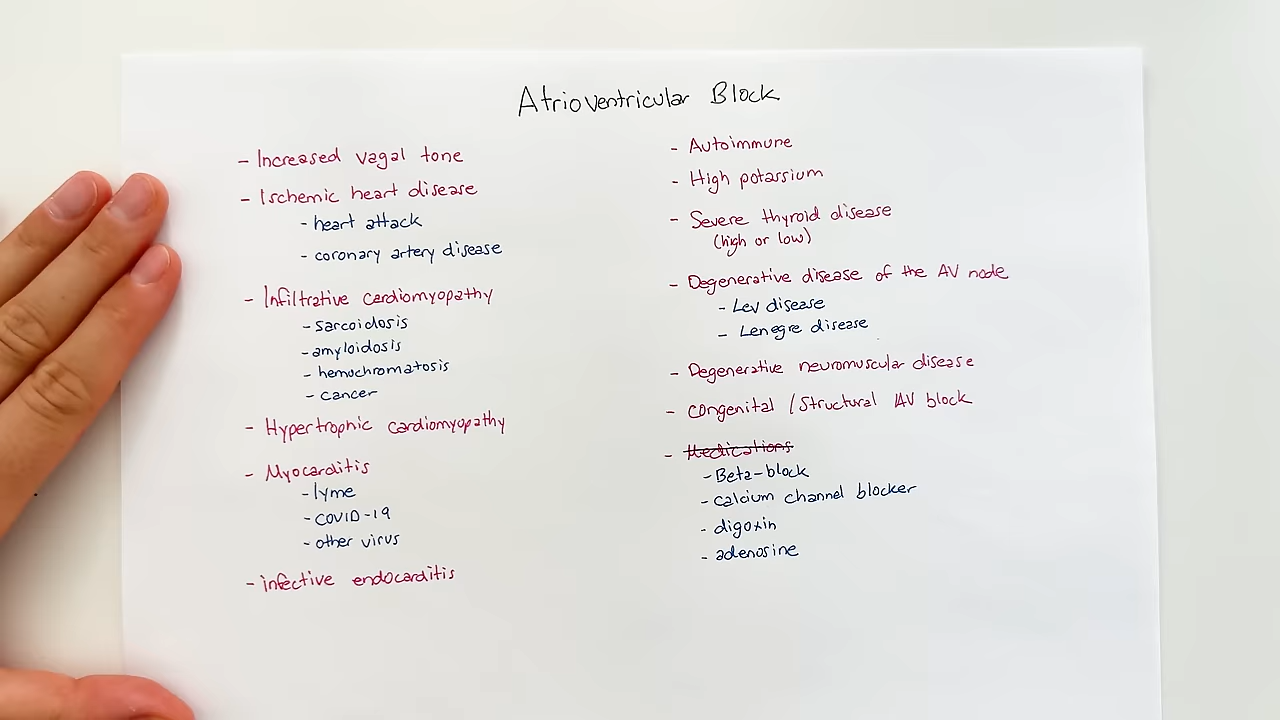 Atrioventricular Block
- Increased vagal tone
- Ischemic heart disease
- heart attack
- coronary artery disease
- Infiltrative cardiomyopathy
- sarcoidosis
- amyloidosis
- hemochromatosis
- cancer
- Hypertrophic cardiomyopathy
- Myocarditis
- lyme
- COVID-19
- other virus
- infective endocarditis
- Autoimmune
- High potassium
- Severe thyroid disease
(high or low)
- Degenerative disease of the AV node
- Lev disease
- Lenegre disease
- Degenerative neuromuscular disease
- congenital / Structural AV block
- Medications
- Beta-block
- calcium channel blocker
- digoxin
- adenosine